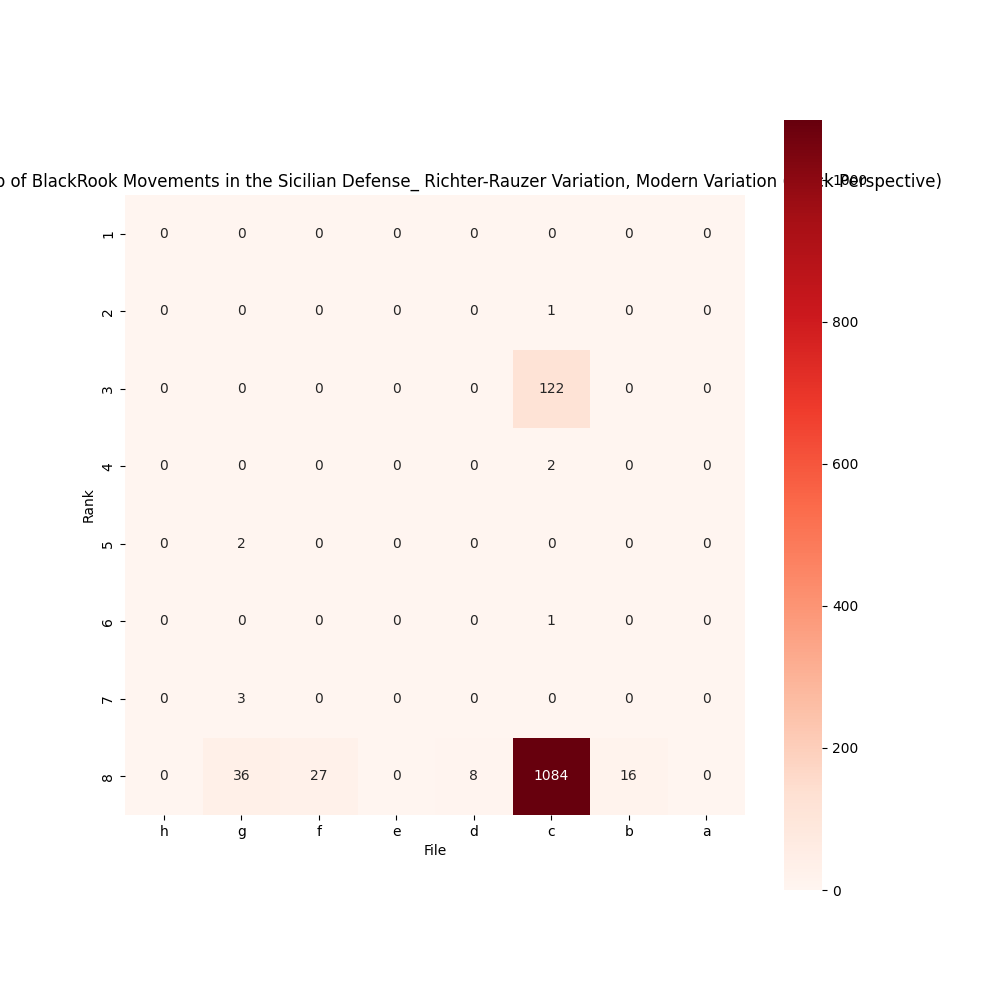 of BlackRook Movements in the Sicilian Defense_ Richter-Rauzer Variation, Modern Variation Perspective)
1000
1 0 0 0 0 0 0 0 0
2 0 0 0 0 0 1 0 0
800
3 0 0 0 0 0 122 0 0
4 0 0 0 0 0 2 0 0
Rank
600
5 0 2 0 0 0 0 0 0
6 0 0 0 0 0 1 0 0
400
7 0 3 0 0 0 0 0 0
200
8 0 36 27 0 8 1084 16 0
h g f e d c b a
File
0